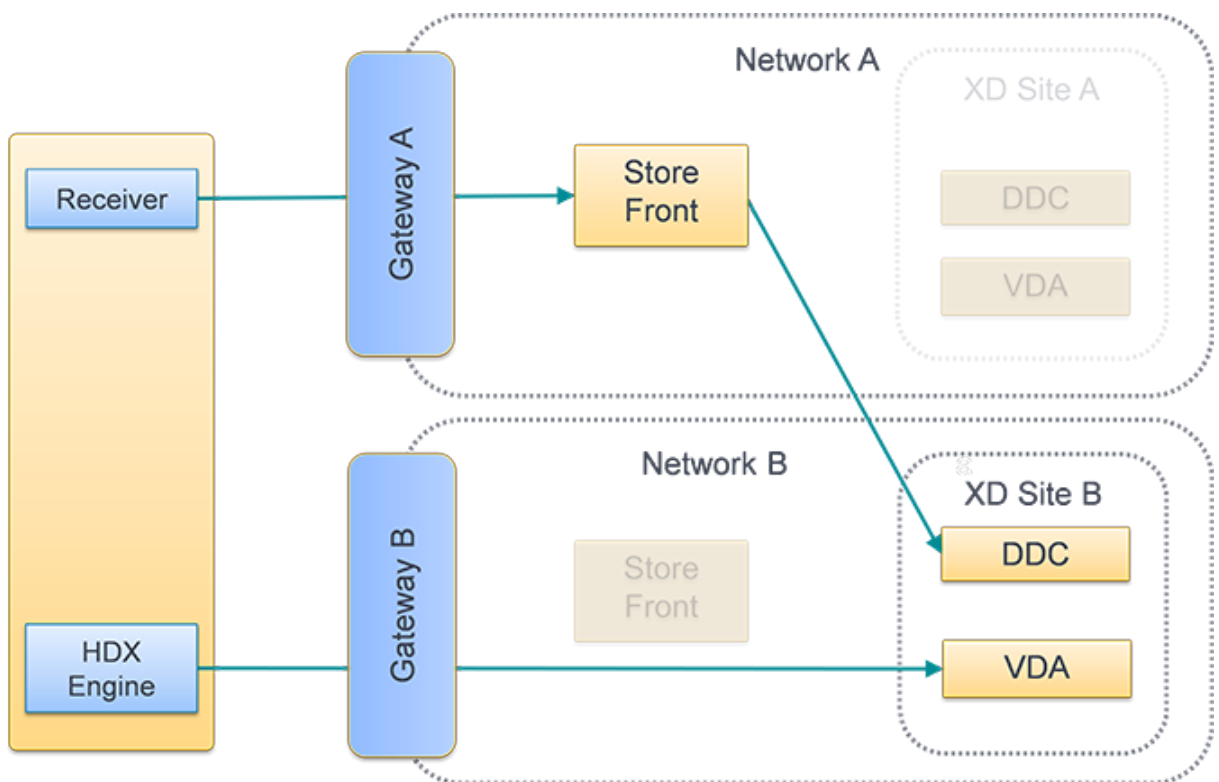 Network A
XD Site A
Gateway A
Receiver
Store
Front
DDC
VDA
Network B
XD Site B
Gateway B
Store
Front
DDC
HDX
Engine
VDA